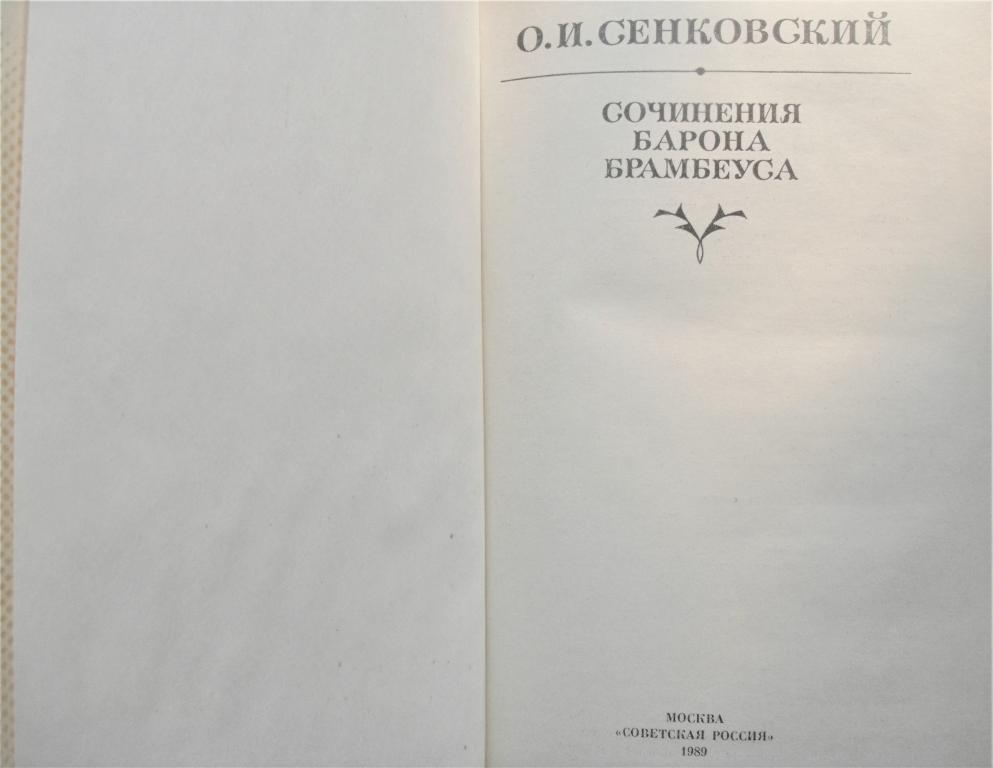 О.И.СЕНКОВСКИЙ
СОЧИНЕНИЯ
БАРОНА
БРАМБЕУСА
МОСКВА
«СОВЕТСКАЯ РОССИЯ»
1989